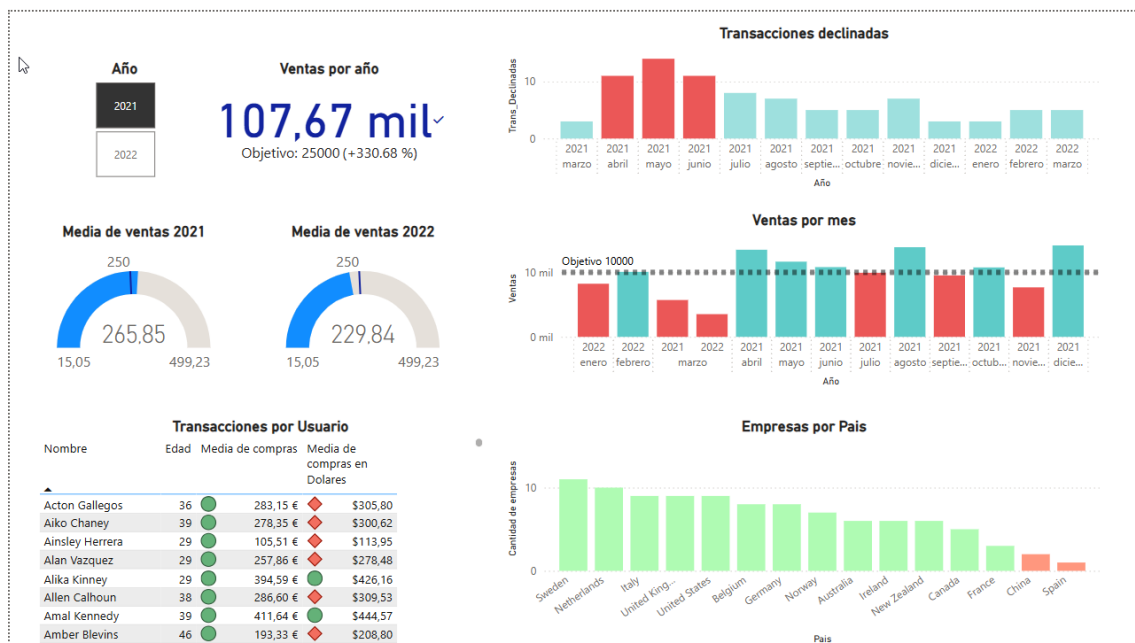 Año
2021
2022
Ventas por año
107,67 mil
Objetivo: 25000 (+330.68 %)
Transacciones declinadas
Trans_Declinadas
10
0
2021 2021 2021 2021 2021 2021 2021 2021 2021 2021 2022 2022 2022
marzo abril mayo junio julio agosto septie... octubre novie... dicie... enero febrero marzo
Año
Media de ventas 2021
250
265,85
15,05 499,23
Media de ventas 2022
250
229,84
15,05 499,23
Ventas por mes
Ventas
Objetivo 10000
10 mil
0 mil
2022 2022 2021 2022 2021 2021 2021 2021 2021 2021 2021 2021 2021
enero febrero marzo abril mayo junio julio agosto septie... octub... novie... dicie...
Año
Transacciones por Usuario
Nombre Edad Media de compras Media de
compras en
Dolares
Acton Gallegos 36 283,15 € $305,80
Aiko Chaney 39 278,35 € $300,62
Ainsley Herrera 29 105,51 € $113,95
Alan Vazquez 29 257,86 € $278,48
Alika Kinney 29 394,59 € $426,16
Allen Calhoun 38 286,60 € $309,53
Amal Kennedy 39 411,64 € $444,57
Amber Blevins 46 193,33 € $208,80
Empresas por Pais
Cantidad de empresas
10
0
Sweden
Netherlands
Italy
United King...
United States
Belgium
Germany
Norway
Australia
Ireland
New Zealand
Canada
France
China
Spain
Pais